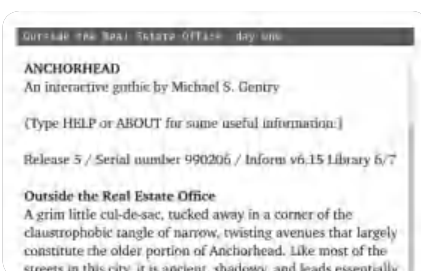 Outside the Real Estate Office day one
ANCHORHEAD
An interactive gothic by Michael S. Gentry
(Type HELP or ABOUT for some useful information.)
Release 5 / Serial number 990206 / Inform v6.15 Library 6/7
Outside the Real Estate Office
A grim little cul-de-sac, tucked away in a corner of the
claustrophobic tangle of narrow, twisting avenues that largely
constitute the older portion of Anchorhead. Like most of the
streets in this city, it is ancient, shadowy, and leads essentially